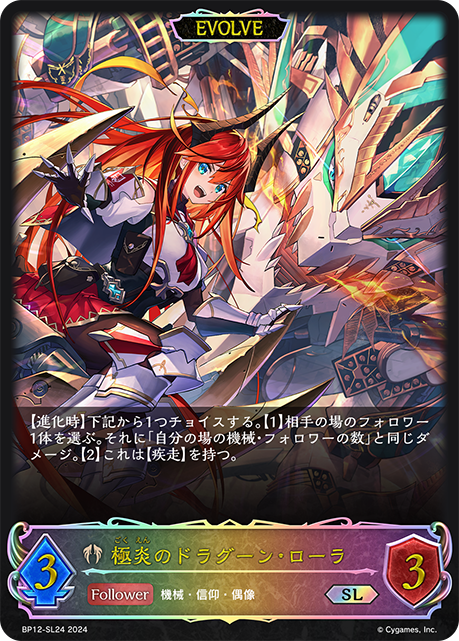 EVOLVE
【進化時】下記から1つチョイスする。【1】相手の場のフォロワー
1体を選ぶ。それに「自分の場の機械・フォロワーの数」と同じダ
メージ。【2】これは【疾走】を持つ。
ごくえん
極炎のドラグーン・ローラ
3
Follower
機械・信仰・偶像
SL
3
BP12-SL24 2024
© Cygames, Inc.